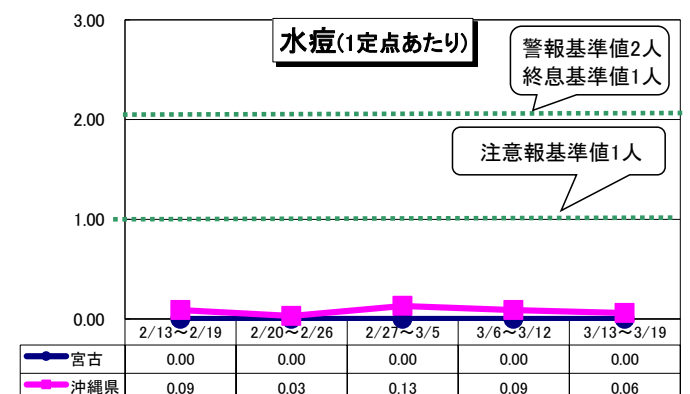 水痘(1定点あたり)
警報基準値2人
終息基準値1人
注意報基準値1人
3.00
2.00
1.00
0.00
2/13～2/19 2/20～2/26 2/27～3/5 3/6～3/12 3/13～3/19
宮古 0.00 0.00 0.00 0.00 0.00
沖縄県 0.09 0.03 0.13 0.09 0.06